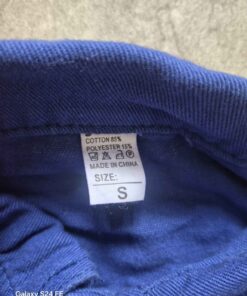 COTTON 85%
POLYESTER 15%
MADE IN CHINA
SIZE:
S
Galaxy S24 FE